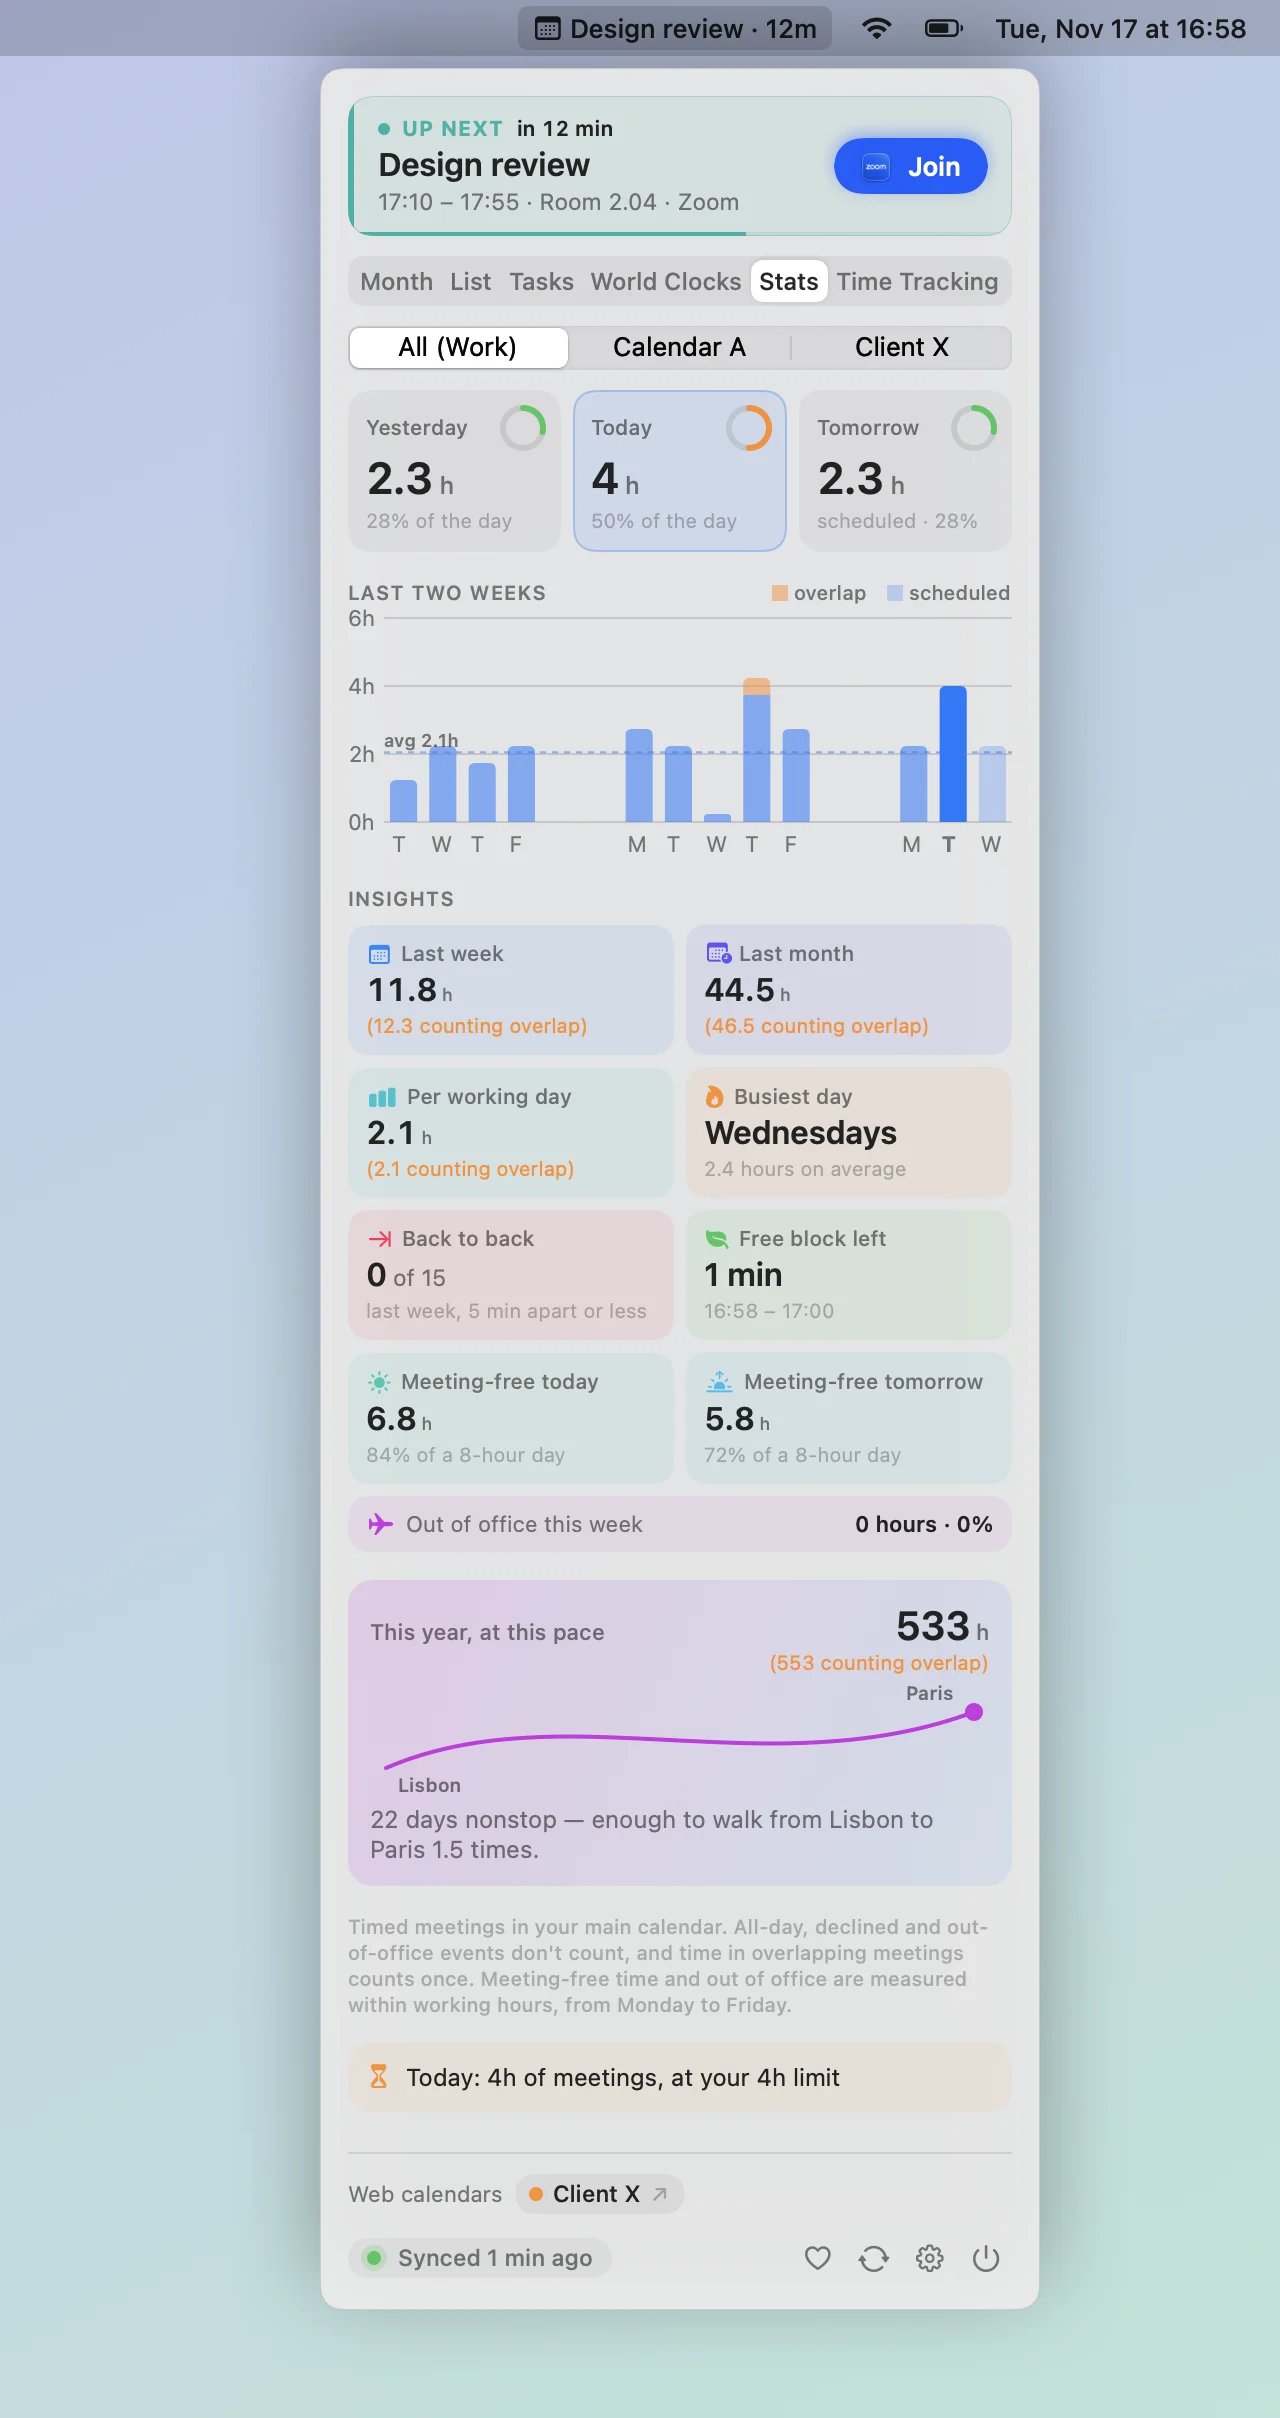 Design review · 12m
Tue, Nov 17 at 16:58
UP NEXT in 12 min
Design review
17:10 – 17:55 · Room 2.04 · Zoom
zoom Join
Month List Tasks World Clocks Stats Time Tracking
All (Work) Calendar A Client X
Yesterday
2.3 h
28% of the day
Today
4 h
50% of the day
Tomorrow
2.3 h
scheduled · 28%
LAST TWO WEEKS overlap scheduled
6h
4h
avg 2.1h
2h
0h
T W T F M T W T F M T W
INSIGHTS
Last week
11.8 h
(12.3 counting overlap)
Last month
44.5 h
(46.5 counting overlap)
Per working day
2.1 h
(2.1 counting overlap)
Busiest day
Wednesdays
2.4 hours on average
Back to back
0 of 15
last week, 5 min apart or less
Free block left
1 min
16:58 – 17:00
Meeting-free today
6.8 h
84% of a 8-hour day
Meeting-free tomorrow
5.8 h
72% of a 8-hour day
Out of office this week 0 hours · 0%
This year, at this pace 533 h
(553 counting overlap)
Paris
Lisbon
22 days nonstop — enough to walk from Lisbon to
Paris 1.5 times.
Timed meetings in your main calendar. All-day, declined and out-
of-office events don't count, and time in overlapping meetings
counts once. Meeting-free time and out of office are measured
within working hours, from Monday to Friday.
Today: 4h of meetings, at your 4h limit
Web calendars Client X
Synced 1 min ago